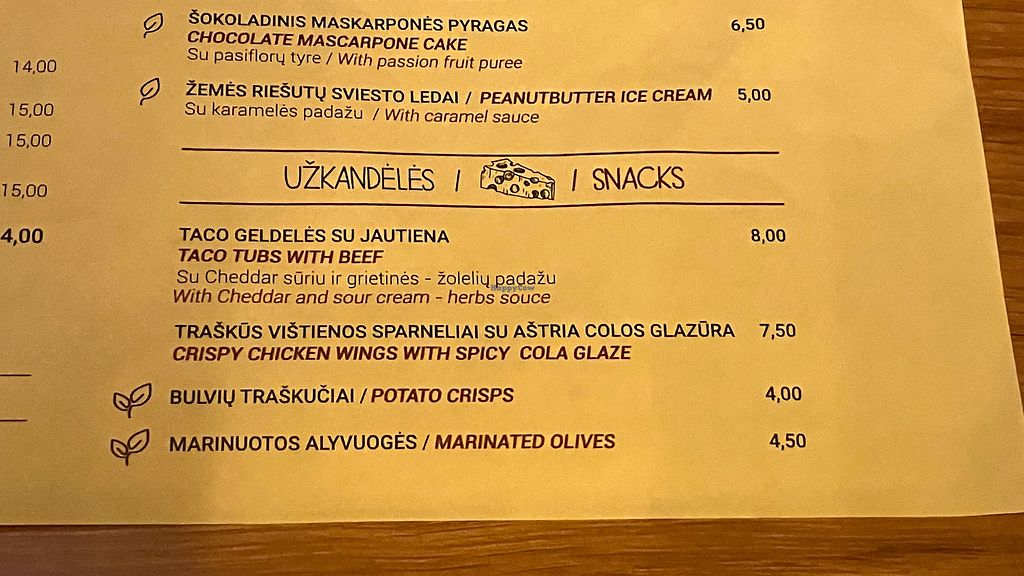 ŠOKOLADINIS MASKARPONĖS PYRAGAS 6,50
CHOCOLATE MASCARPONE CAKE
Su pasiflorų tyre / With passion fruit puree
14,00
ŽEMĖS RIEŠUTŲ SVIESTO LEDAI / PEANUTBUTTER ICE CREAM 5,00
Su karamelės padažu / With caramel sauce
15,00
15,00
UŽKANDĖLĖS / / SNACKS
15,00
4,00
TACO GELDELĖS SU JAUTIENA 8,00
TACO TUBS WITH BEEF
Su Cheddar sūriu ir grietinės - žolelių padažu
HappyCow
With Cheddar and sour cream - herbs souce
TRAŠKŪS VIŠTIENOS SPARNELIAI SU AŠTRIA COLOS GLAZŪRA 7,50
CRISPY CHICKEN WINGS WITH SPICY COLA GLAZE
BULVIŲ TRAŠKUČIAI / POTATO CRISPS 4,00
MARINUOTOS ALYVUOGĖS / MARINATED OLIVES 4,50